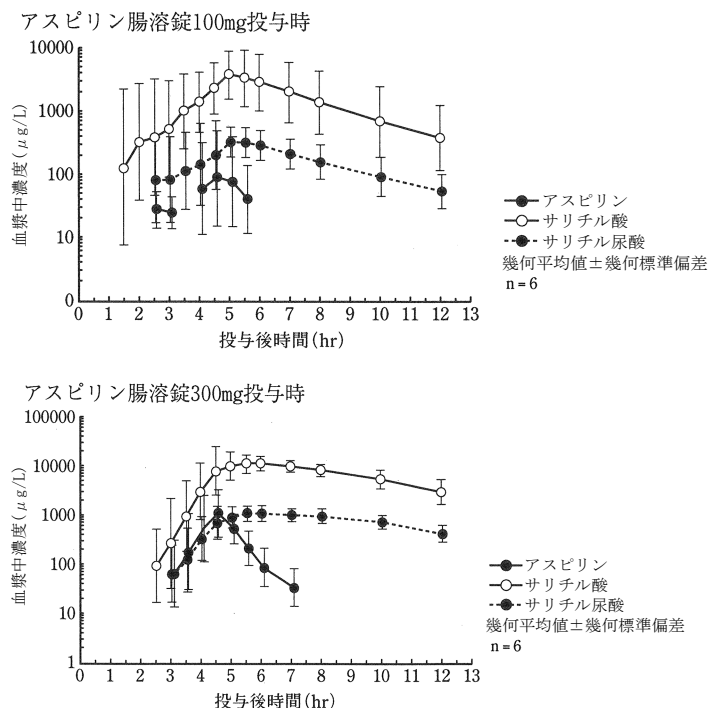 アスピリン腸溶錠100mg投与時
10000
1000
100
10
0
血漿中濃度(μg/L)
0 1 2 3 4 5 6 7 8 9 10 11 12 13
投与後時間(hr)
アスピリン
サリチル酸
サリチル尿酸
幾何平均値±幾何標準偏差
n=6
アスピリン腸溶錠300mg投与時
100000
10000
1000
100
10
1
血漿中濃度(μg/L)
0 1 2 3 4 5 6 7 8 9 10 11 12 13
投与後時間(hr)
アスピリン
サリチル酸
サリチル尿酸
幾何平均値±幾何標準偏差
n=6